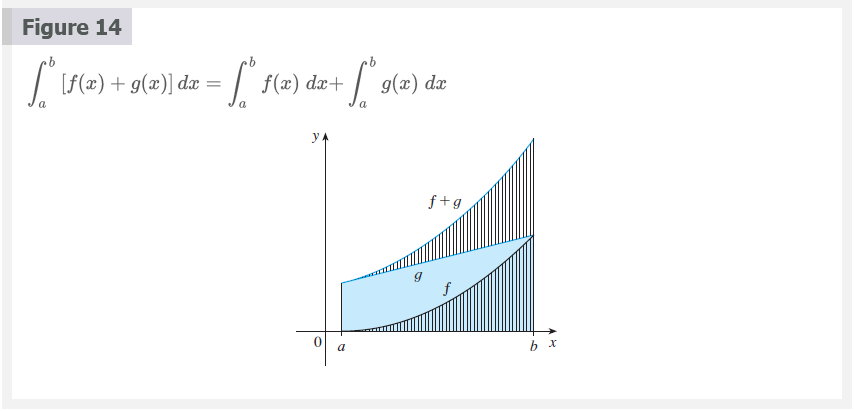 Figure 14
∫_a^b [f(x) + g(x)] dx = ∫_a^b f(x) dx+ ∫_a^b g(x) dx
y
f+g
g
f
0 a b x